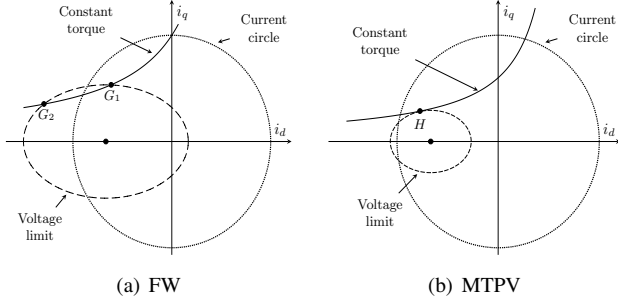 Constant
torque
i_q
Current
circle
G_1
G_2
i_d
Voltage
limit
(a) FW
Constant
torque
i_q
Current
circle
H
i_d
Voltage
limit
(b) MTPV